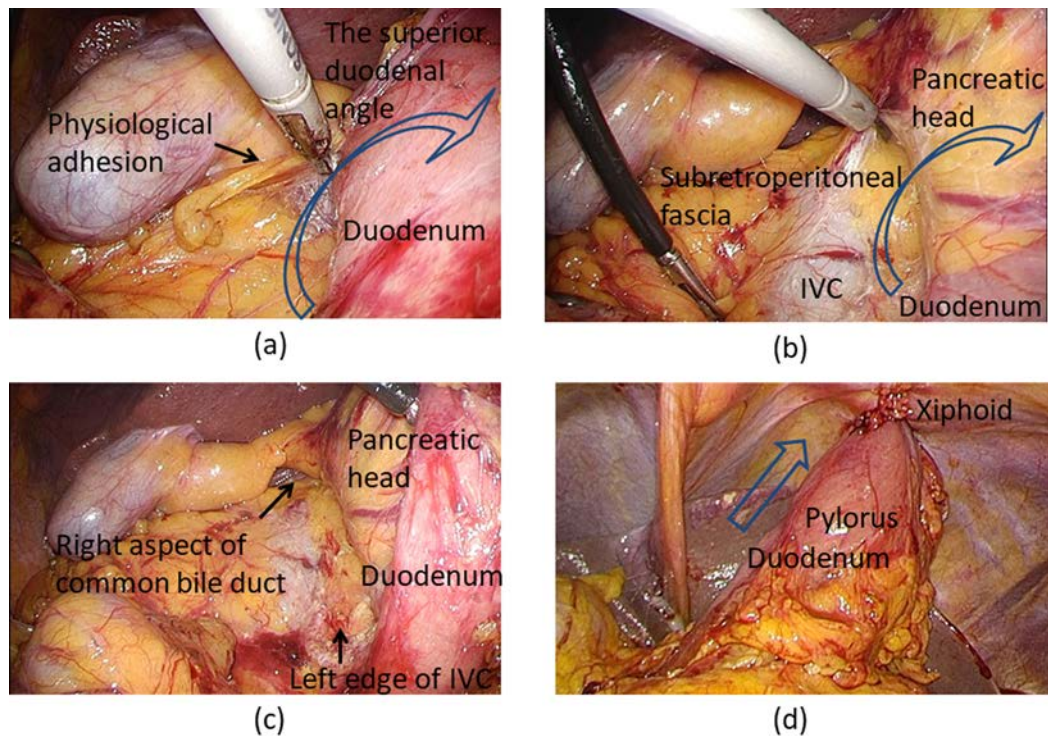 The superior
duodenal
angle
Physiological
adhesion
Duodenum
(a)
Pancreatic
head
Subretroperitoneal
fascia
IVC
Duodenum
(b)
Pancreatic
head
Right aspect of
common bile duct
Duodenum
Left edge of IVC
(c)
Xiphoid
Pylorus
Duodenum
(d)